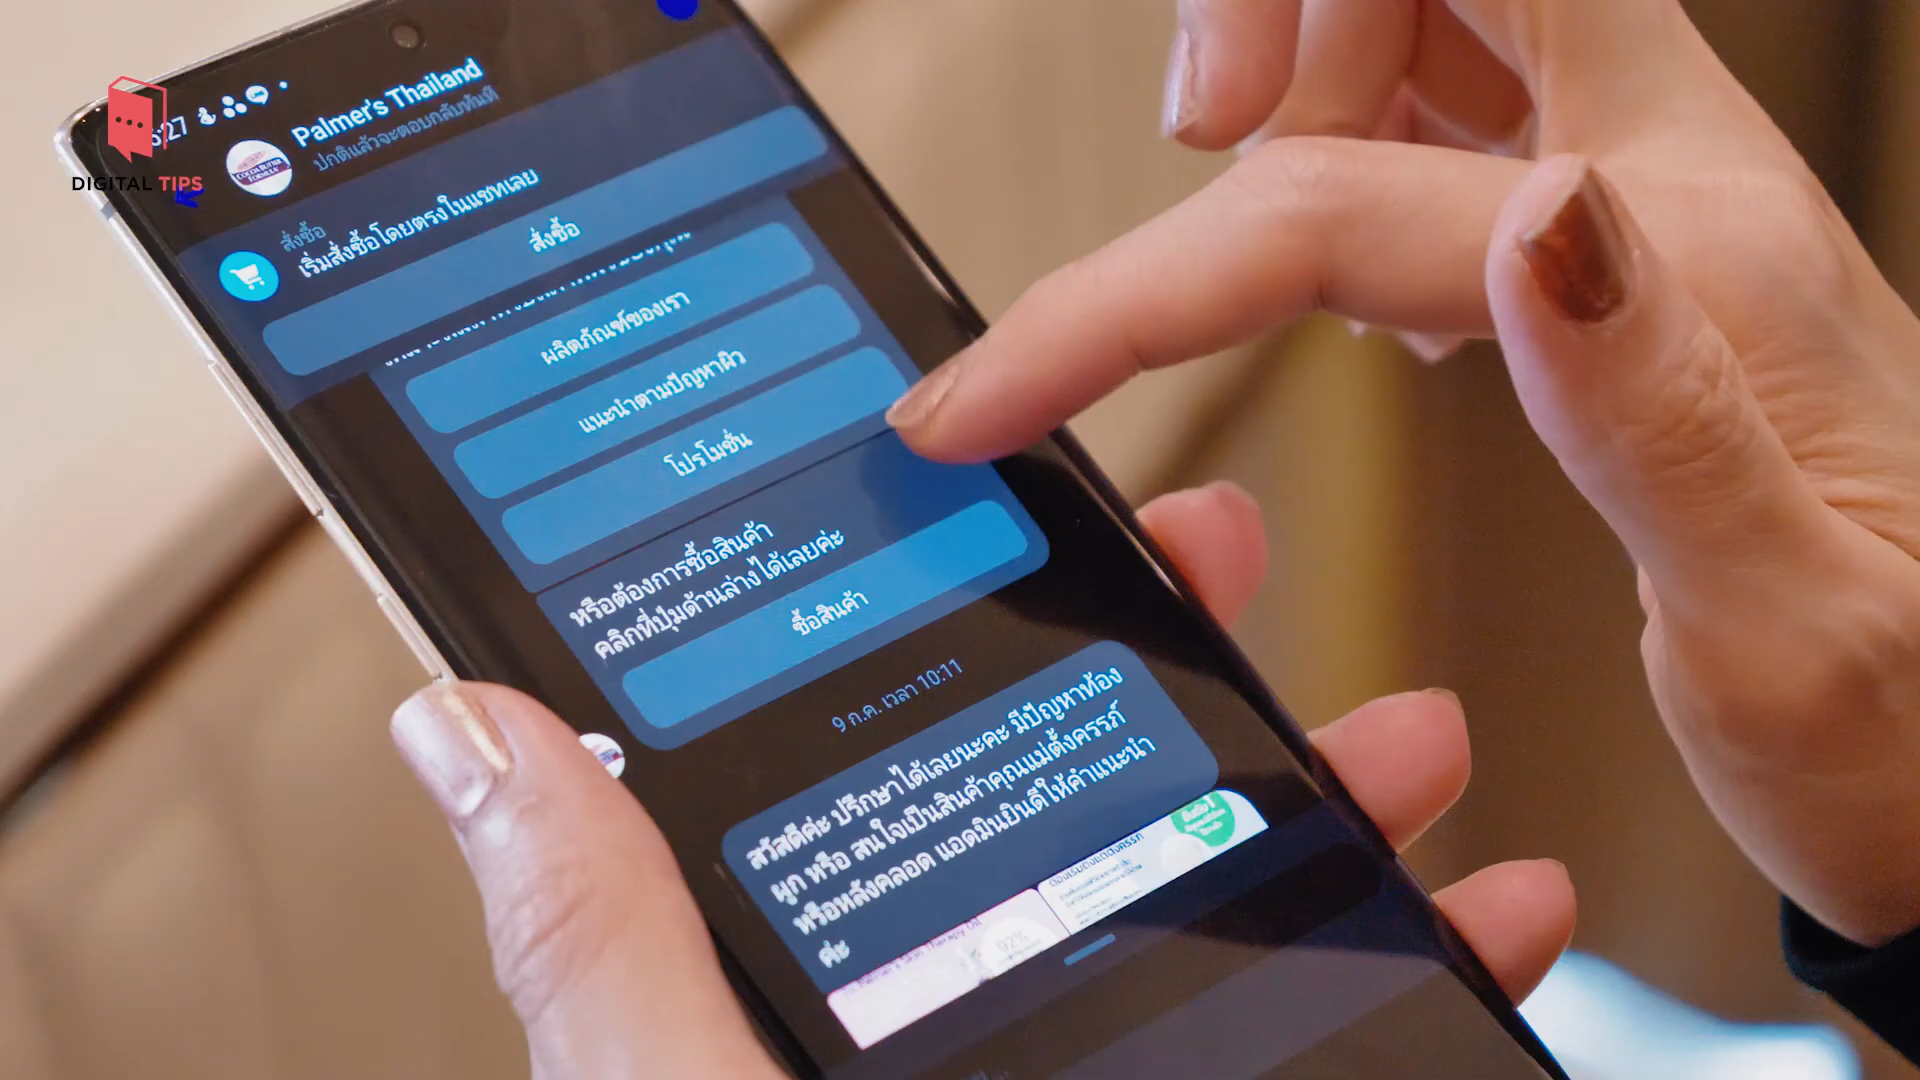 DIGITAL TIPS
Palmer's Thailand
ปกติแล้วจะตอบกลับทันที
COCOA BUTTER
FORMULA
สั่งซื้อ
เริ่มสั่งซื้อโดยตรงในแชทเลย
สั่งซื้อ
ผลิตภัณฑ์ของเรา
แนะนำตามปัญหาผิว
โปรโมชั่น
หรือต้องการซื้อสินค้า
คลิกที่ปุ่มด้านล่างได้เลยค่ะ
ซื้อสินค้า
9 ก.ค. เวลา 10:11
สวัสดีค่ะ ปรึกษาได้เลยนะคะ มีปัญหาท้อง
ผูก หรือ สนใจเป็นสินค้าคุณแม่ตั้งครรภ์
หรือหลังคลอด แอดมินยินดีให้คำแนะนำ
ค่ะ
92%